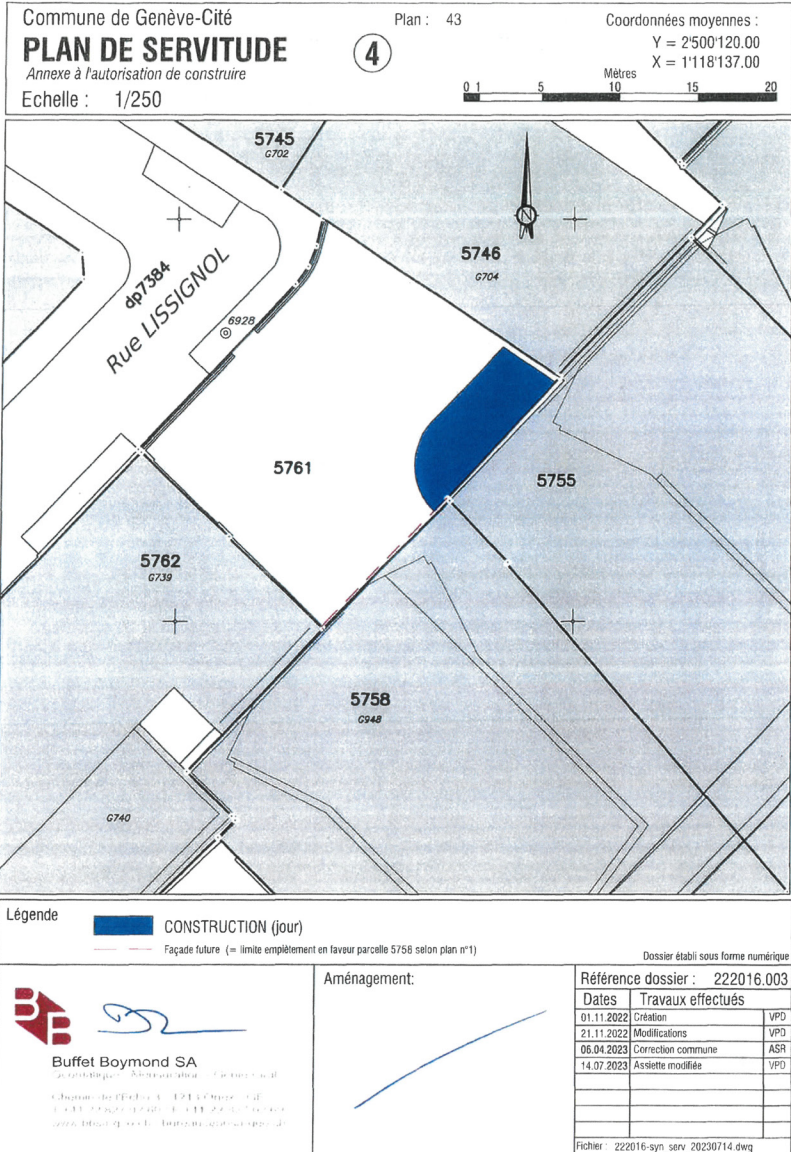 Commune de Genève-Cité
PLAN DE SERVITUDE
Annexe à l'autorisation de construire
Echelle : 1/250
4
Plan : 43
Coordonnées moyennes :
Y = 2'500'120.00
X = 1'118'137.00
Mètres
0 1 5 10 15 20
5745
G702
N
5746
G704
dp7384
Rue LISSIGNOL
6928
5761
5755
5762
G739
5758
G948
G740
Légende
CONSTRUCTION (jour)
Façade future (= limite empiètement en faveur parcelle 5758 selon plan n°1)
Dossier établi sous forme numérique
BB
Buffet Boymond SA
Aménagement:
Référence dossier : 222016.003
Dates Travaux effectués
01.11.2022 Création VPD
21.11.2022 Modifications VPD
06.04.2023 Correction commune ASR
14.07.2023 Assiette modifiée VPD
Fichier : 222016-syn serv 20230714.dwg